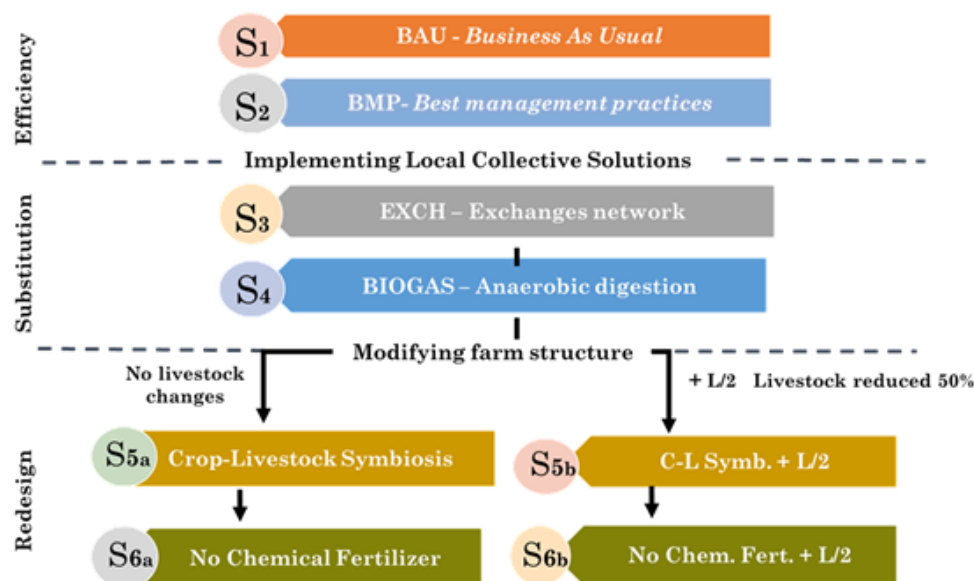 Efficiency
S1
BAU - Business As Usual
S2
BMP- Best management practices
Implementing Local Collective Solutions
Substitution
S3
EXCH – Exchanges network
S4
BIOGAS – Anaerobic digestion
Modifying farm structure
No livestock
changes
+ L/2 Livestock reduced 50%
Redesign
S5a
Crop-Livestock Symbiosis
S5b
C-L Symb. + L/2
S6a
No Chemical Fertilizer
S6b
No Chem. Fert. + L/2